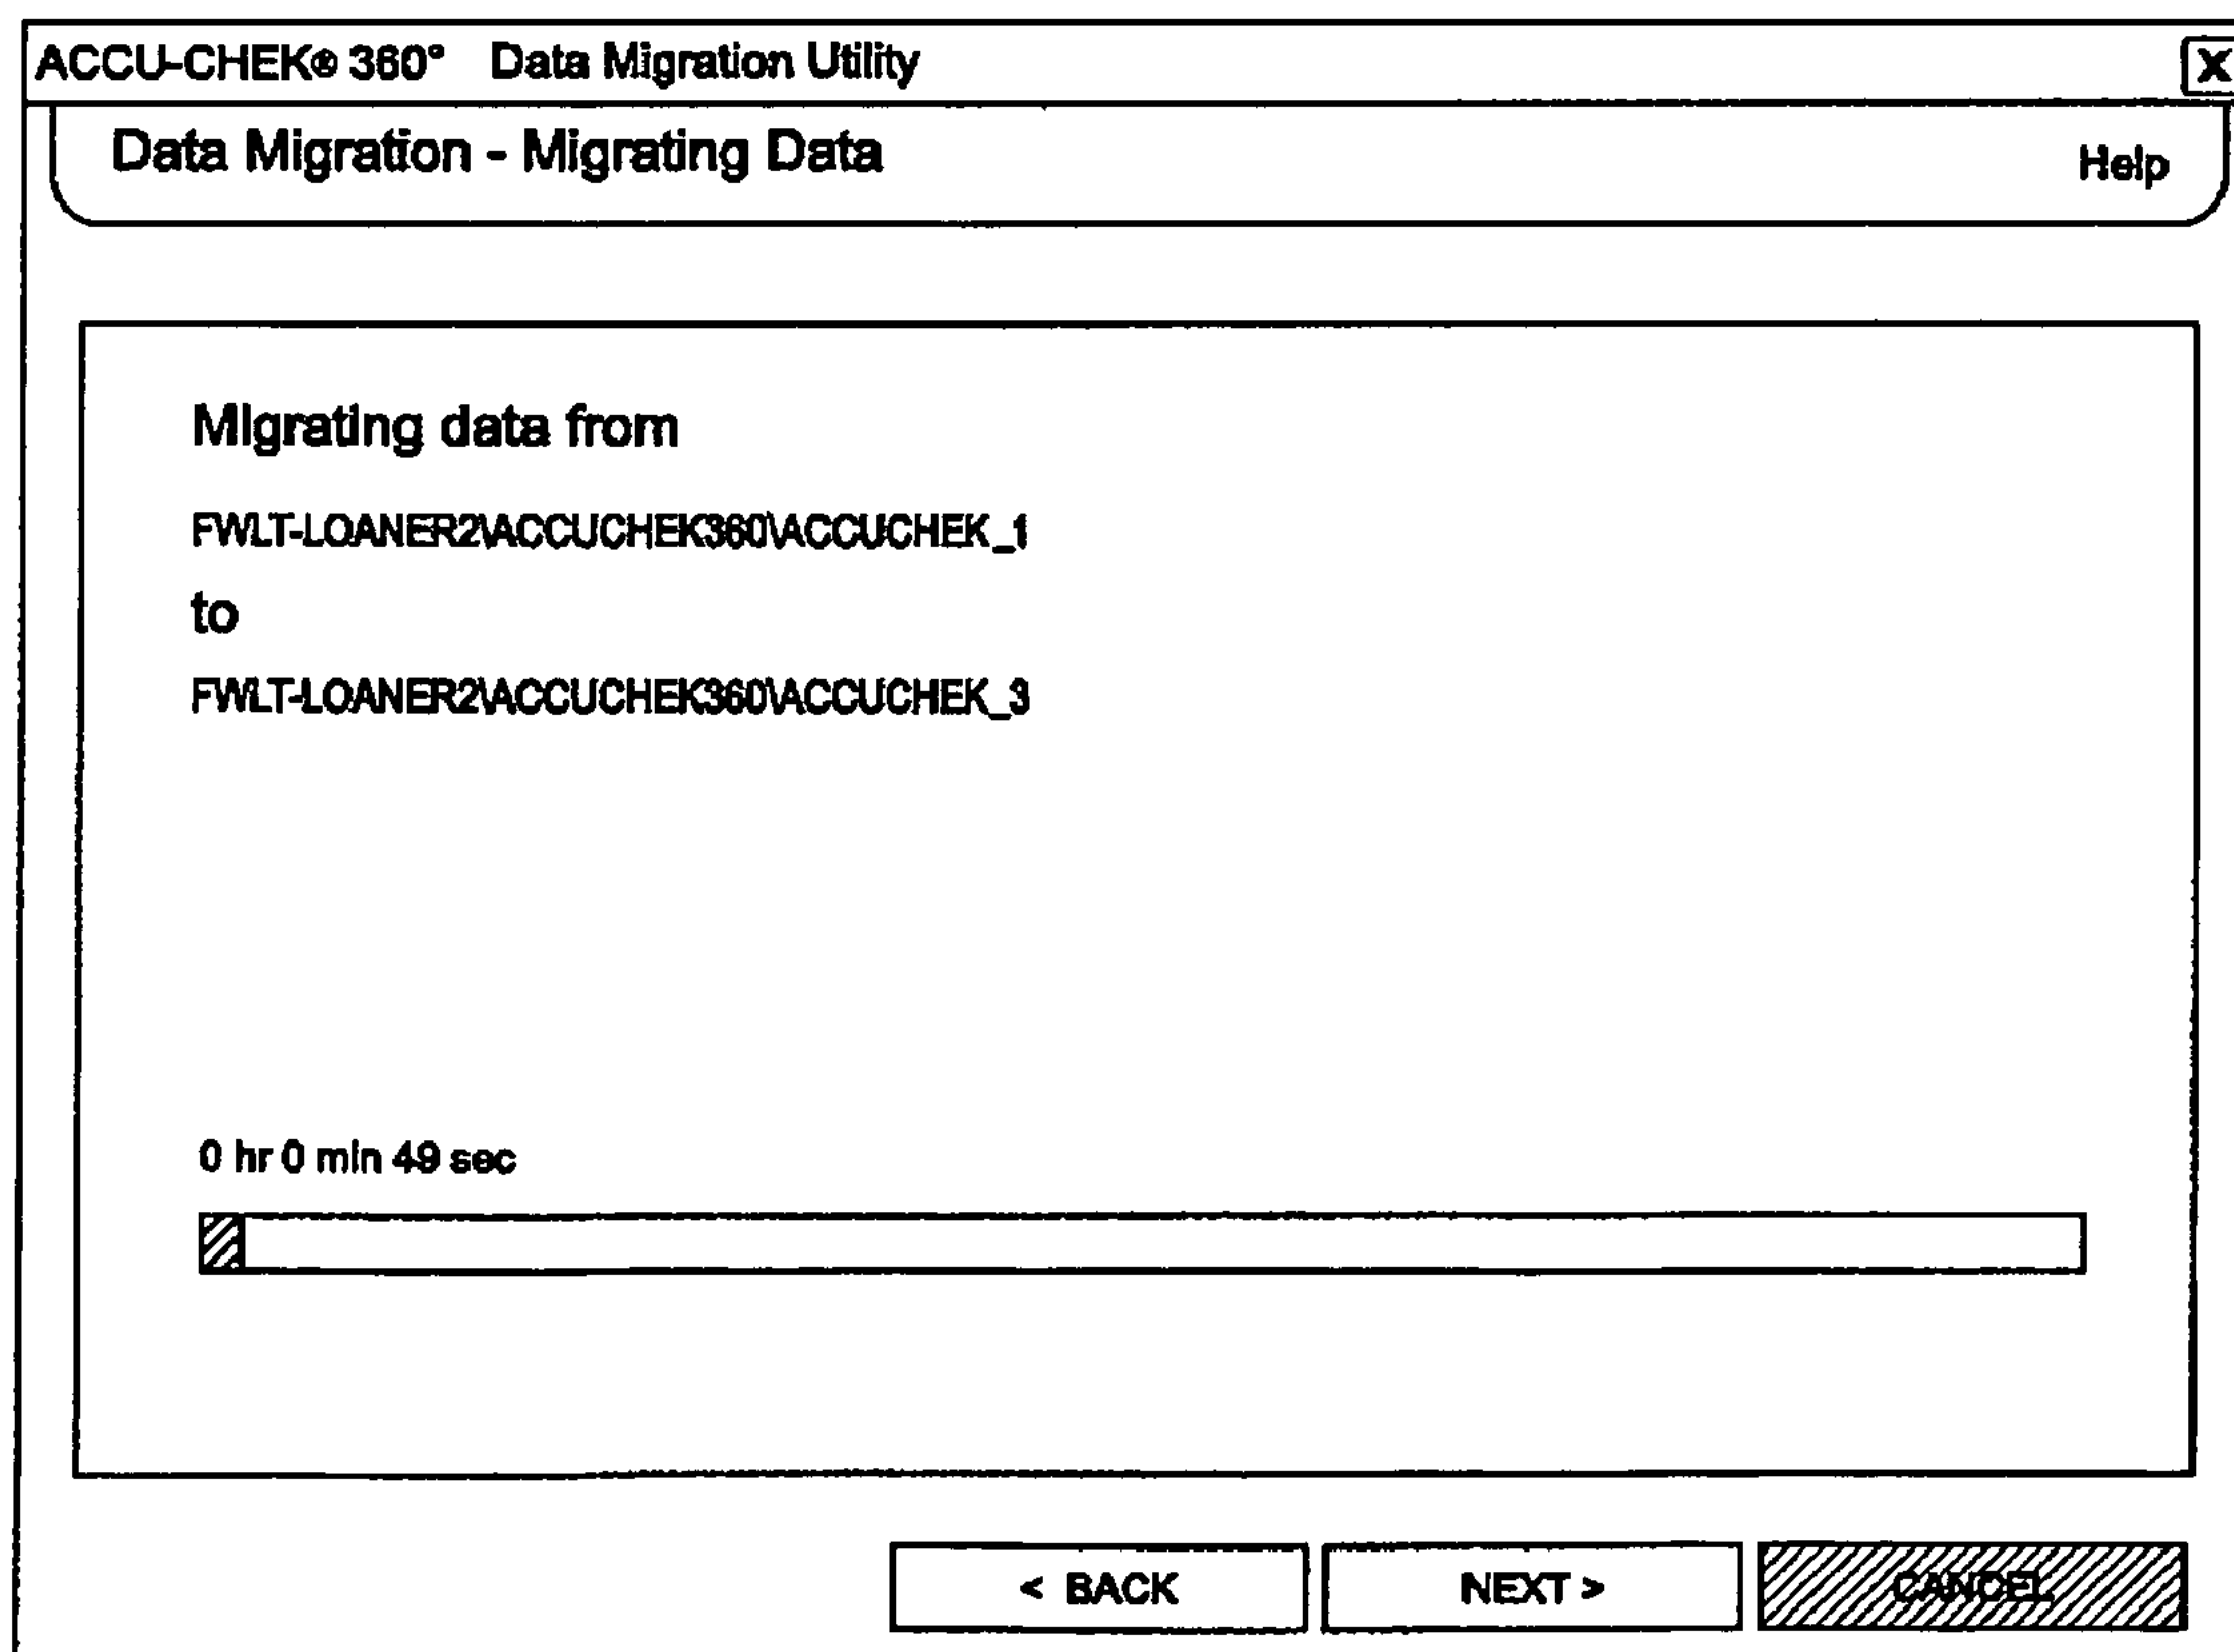 ACCU-CHEK® 360° Data Migration Utility X
Data Migration - Migrating Data Help
Migrating data from
FWLT-LOANER2\ACCUCHEK360\ACCUCHEK_1
to
FWLT-LOANER2\ACCUCHEK360\ACCUCHEK_3
0 hr 0 min 49 sec
< BACK NEXT > CANCEL